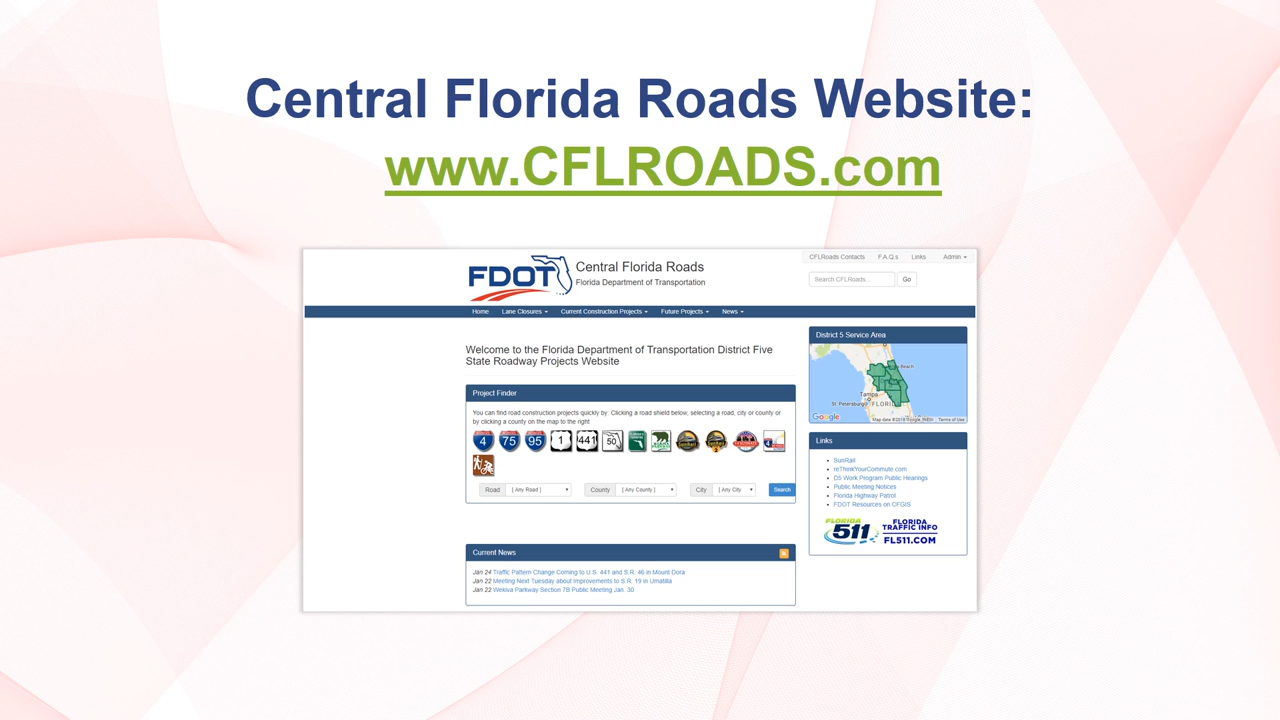 Central Florida Roads Website:
www.CFLROADS.com
FDOT
Central Florida Roads
Florida Department of Transportation
CFLRoads Contacts F.A.Q.s Links Admin
Search CFLRoads... Go
Home Lane Closures Current Construction Projects Future Projects News
Welcome to the Florida Department of Transportation District Five
State Roadway Projects Website
Project Finder
You can find road construction projects quickly by: Clicking a road shield below, selecting a road, city or county or
by clicking a county on the map to the right
4 75 95 1 441 50
Road [ Any Road ] County [ Any County ] City [ Any City Search
Current News
Jan 24 Traffic Pattern Change Coming to U.S. 441 and S.R. 46 in Mount Dora
Jan 22 Meeting Next Tuesday about Improvements to S.R. 19 in Umatilla
Jan 22 Wekiva Parkway Section 7B Public Meeting Jan. 30
District 5 Service Area
Beach
Tampa
St. Petersburg FLORI
Google Terms of Use
Links
SunRail
reThinkYourCommute.com
D5 Work Program Public Hearings
Public Meeting Notices
Florida Highway Patrol
FDOT Resources on CFGIS
FLORIDA
511
FLORIDA
TRAFFIC INFO
FL511.COM